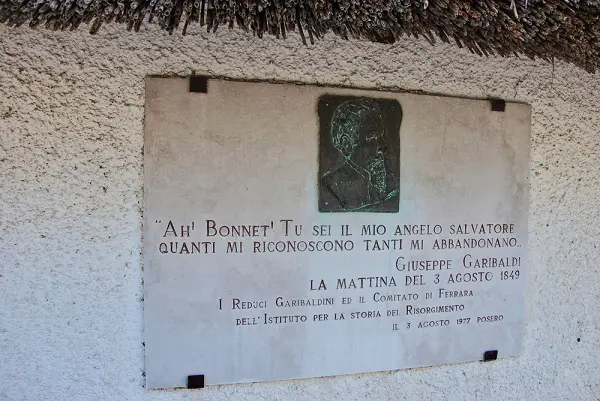 "AH! BONNET! TU SEI IL MIO ANGELO SALVATORE
QUANTI MI RICONOSCONO TANTI MI ABBANDONANO..
GIUSEPPE GARIBALDI
LA MATTINA DEL 3 AGOSTO 1849
I REDUCI GARIBALDINI ED IL COMITATO DI FERRARA
DELL'ISTITUTO PER LA STORIA DEL RISORGIMENTO
IL 3 AGOSTO 1977 POSERO